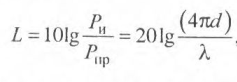 L = 10lg P_и/P_пр = 20lg (4πd)/λ,